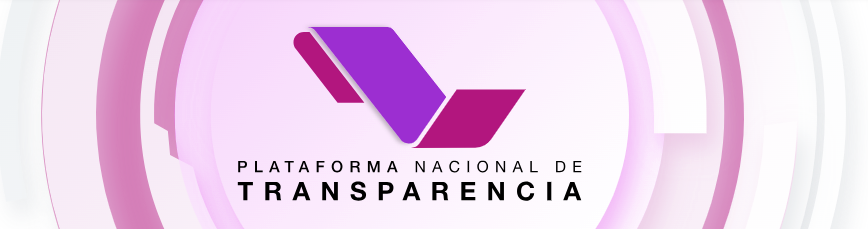 PLATAFORMA NACIONAL DE
TRANSPARENCIA